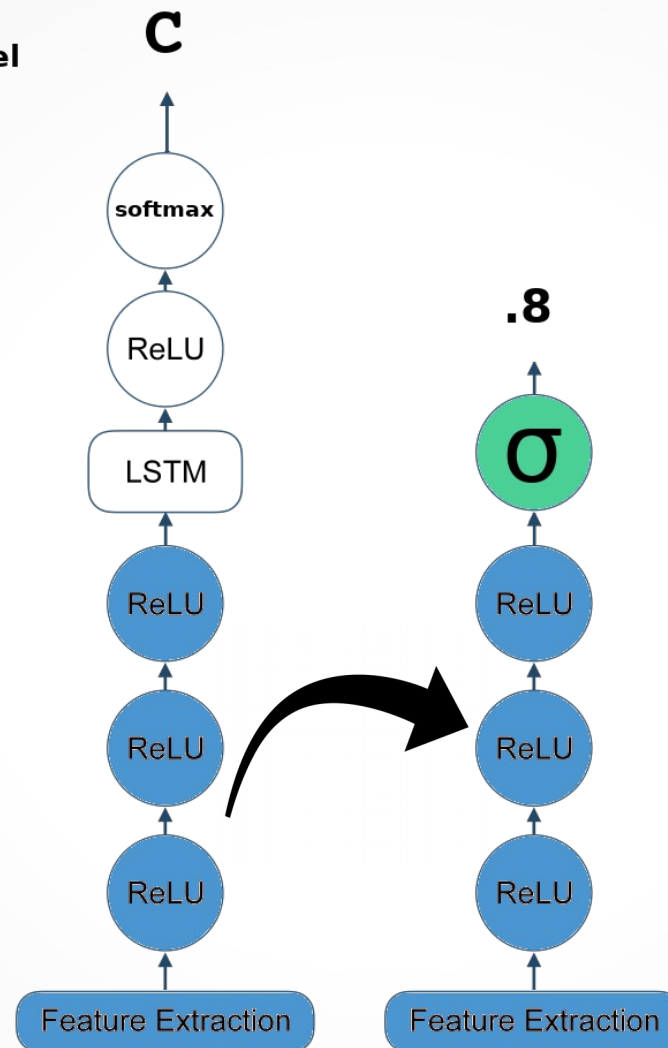 el
C
softmax
ReLU
LSTM
ReLU
ReLU
ReLU
Feature Extraction
.8
σ
ReLU
ReLU
ReLU
Feature Extraction